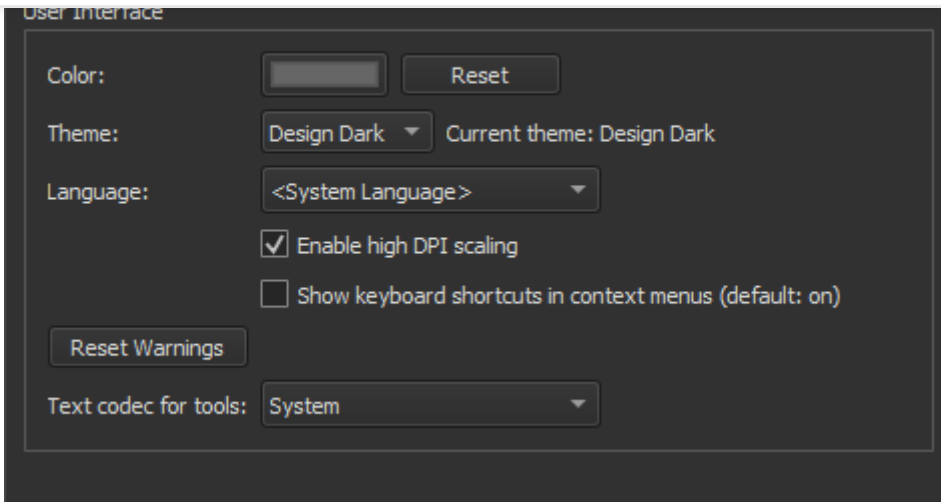 User Interface
Color: Reset
Theme: Design Dark Current theme: Design Dark
Language: <System Language>
Enable high DPI scaling
Show keyboard shortcuts in context menus (default: on)
Reset Warnings
Text codec for tools: System